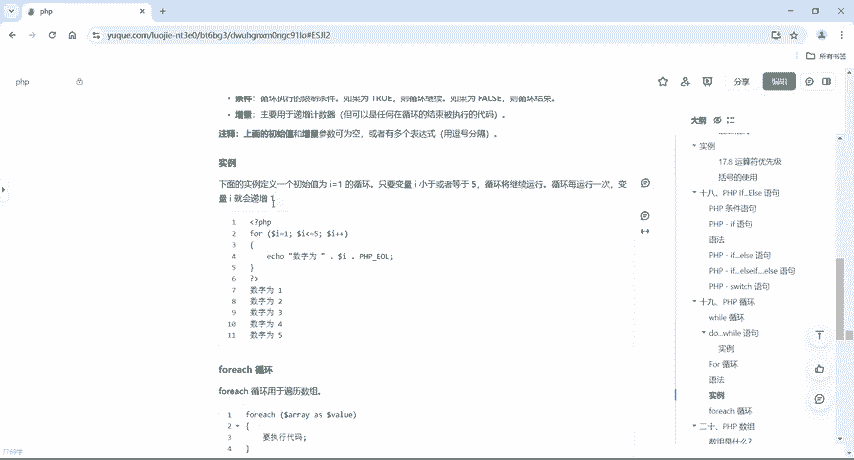 php
yuque.com/luojie-nt3e0/bt6bg3/dwuhgnxm0ngc91lo#ESJl2
所有书签
php
分享
编辑
• 条件：循环执行的限制条件。如果为 TRUE，则循环继续。如果为 FALSE，则循环结束。
• 增量：主要用于递增计数器（但可以是任何在循环的结束被执行的代码）。
注释：上面的初始值和增量参数可为空，或者有多个表达式（用逗号分隔）。
实例
下面的实例定义一个初始值为 i=1 的循环。只要变量 i 小于或者等于 5，循环将继续运行。循环每运行一次，变
量 i 就会递增 1
1 <?php
2 for ($i=1; $i<=5; $i++)
3 {
4 echo "数字为 " . $i . PHP_EOL;
5 }
6 ?>
7 数字为 1
8 数字为 2
9 数字为 3
10 数字为 4
11 数字为 5
foreach 循环
foreach 循环用于遍历数组。
1 foreach ($array as $value)
2 {
3 要执行代码;
4 }
大纲
实例
17.8 运算符优先级
括号的使用
十八、PHP If...Else 语句
PHP 条件语句
PHP - if 语句
语法
PHP - if...else 语句
PHP - if...elseif....else 语句
PHP - switch 语句
十九、PHP 循环
while 循环
do...while 语句
实例
For 循环
语法
实例
foreach 循环
二十、PHP 数组
数组是什么？